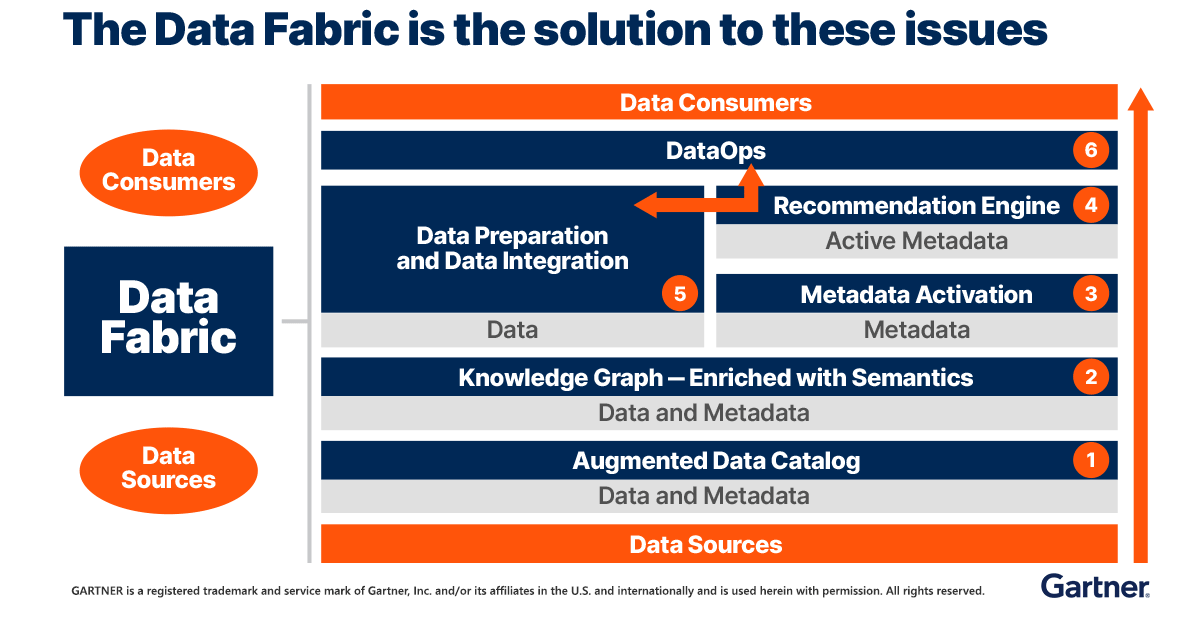 The Data Fabric is the solution to these issues
Data
Consumers
Data
Fabric
Data
Sources
Data Consumers
DataOps
6
Data Preparation
and Data Integration
5
Data
Recommendation Engine
4
Active Metadata
Metadata Activation
3
Metadata
Knowledge Graph – Enriched with Semantics
2
Data and Metadata
Augmented Data Catalog
1
Data and Metadata
Data Sources
GARTNER is a registered trademark and service mark of Gartner, Inc. and/or its affiliates in the U.S. and internationally and is used herein with permission. All rights reserved.
Gartner®